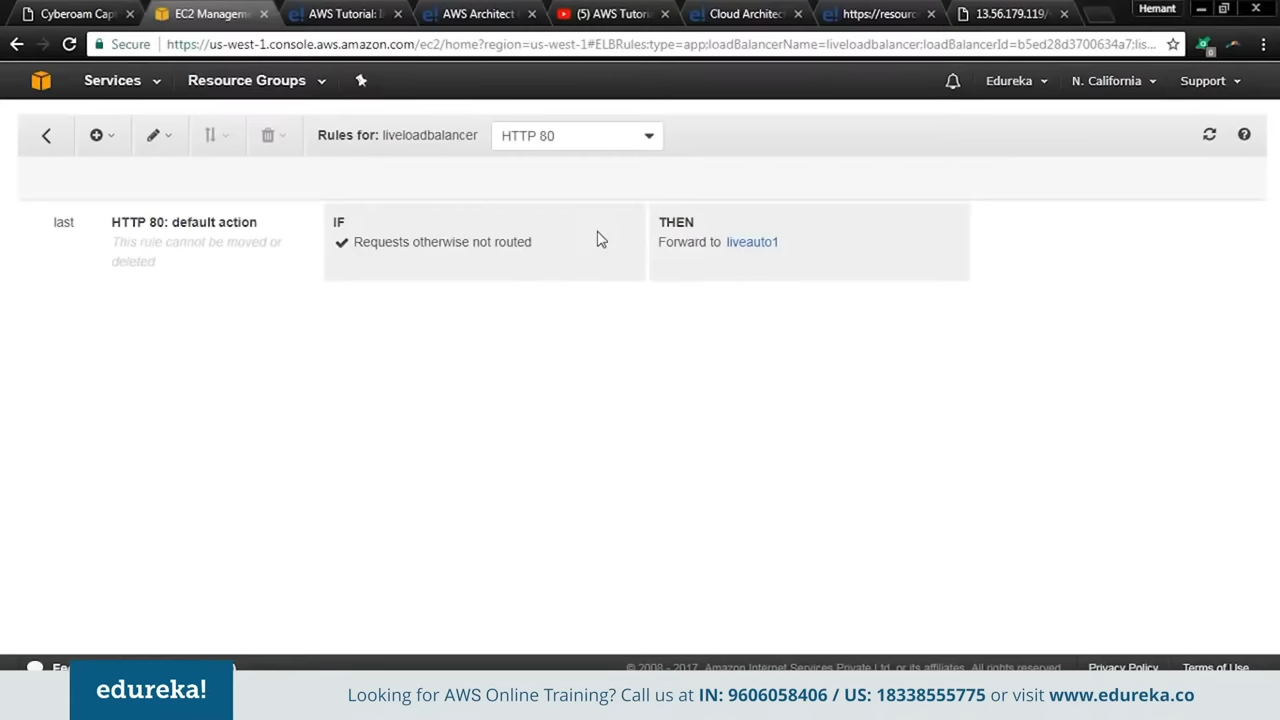 Cyberoam Cap
EC2 Managem
AWS Tutorial: I
AWS Architect
(5) AWS Tutori
Cloud Architec
https://resour
13.56.179.119/
Hemant
Secure
https://us-west-1.console.aws.amazon.com/ec2/home?region=us-west-1#ELBRules:type=app:loadBalancerName=liveloadbalancer;loadBalancerId=b5ed28d3700634a7;lis...
Services
Resource Groups
Edureka
N. California
Support
Rules for: liveloadbalancer
HTTP 80
last
HTTP 80: default action
This rule cannot be moved or
deleted
IF
Requests otherwise not routed
THEN
Forward to liveauto1
© 2008 - 2017, Amazon Internet Services Private Ltd. or its affiliates. All rights reserved.
Privacy Policy
Terms of Use
edureka!
Looking for AWS Online Training? Call us at IN: 9606058406 / US: 18338555775 or visit www.edureka.co